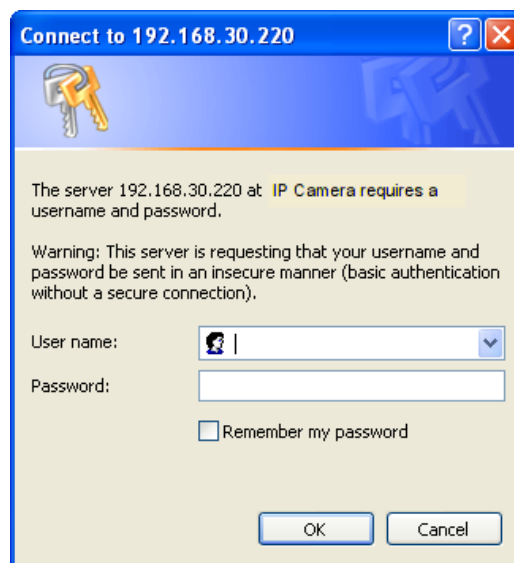 Connect to 192.168.30.220
The server 192.168.30.220 at IP Camera requires a
username and password.
Warning: This server is requesting that your username and
password be sent in an insecure manner (basic authentication
without a secure connection).
User name:
Password:
Remember my password
OK Cancel